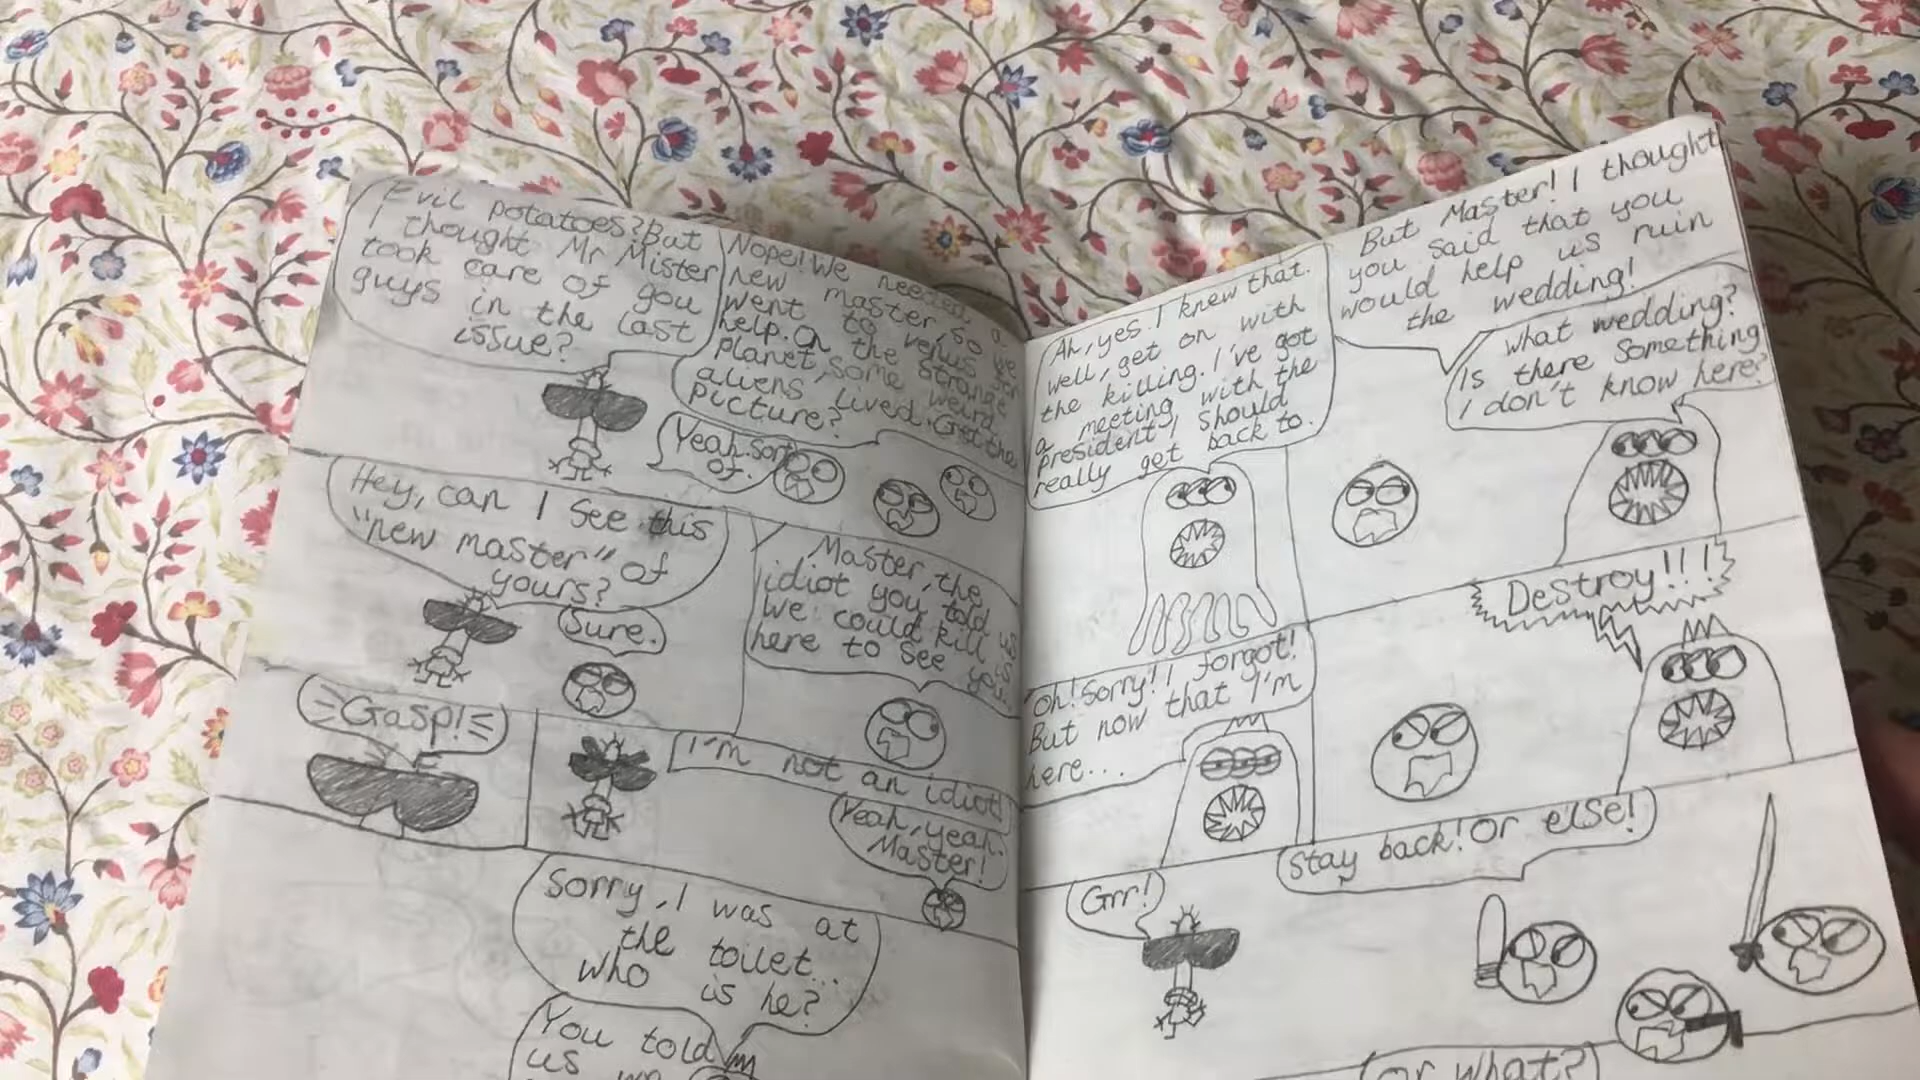 Evil potatoes? But
I thought Mr Mister
took care of you
guys in the last
issue?
Nope! We needed a
new master, so we
went to venus for
help. On the strange
planet, some weird
aliens lived. Get the
picture?
Yeah. sort
of.
Hey, can I see this
"new master" of
yours?
Sure.
Master, the
idiot you told us
we could kill is
here to see you!
Gasp!
I'm not an idiot!
Yeah, yeah.
Master!
Sorry, I was at
the toilet...
who is he?
You told
us we
Ah, yes. I knew that.
Well, get on with
the killing. I've got
a meeting with the
president I should
really get back to.
But Master! I thought
you said that you
would help us ruin
the wedding!
What wedding?
Is there something
I don't know here?
Oh! Sorry! I forgot!
But now that I'm
here...
Destroy!!!
Grr!
Stay back! Or else!
Or what?